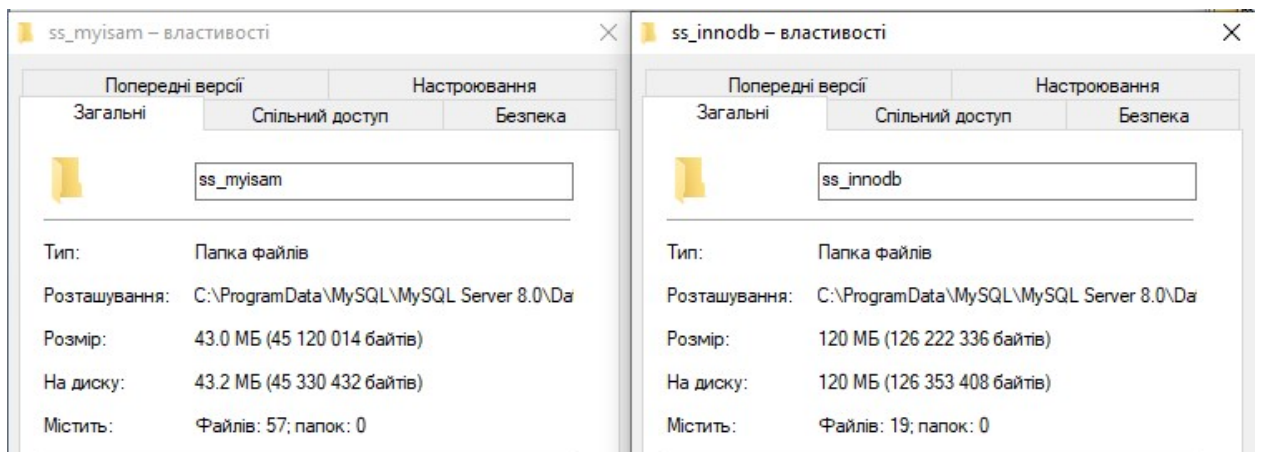 ss_myisam – властивості
Попередні версії Настроювання
Загальні Спільний доступ Безпека
ss_myisam
Тип: Папка файлів
Розташування: C:\ProgramData\MySQL\MySQL Server 8.0\Da
Розмір: 43.0 МБ (45 120 014 байтів)
На диску: 43.2 МБ (45 330 432 байтів)
Містить: Файлів: 57; папок: 0
ss_innodb – властивості
Попередні версії Настроювання
Загальні Спільний доступ Безпека
ss_innodb
Тип: Папка файлів
Розташування: C:\ProgramData\MySQL\MySQL Server 8.0\Da
Розмір: 120 МБ (126 222 336 байтів)
На диску: 120 МБ (126 353 408 байтів)
Містить: Файлів: 19; папок: 0